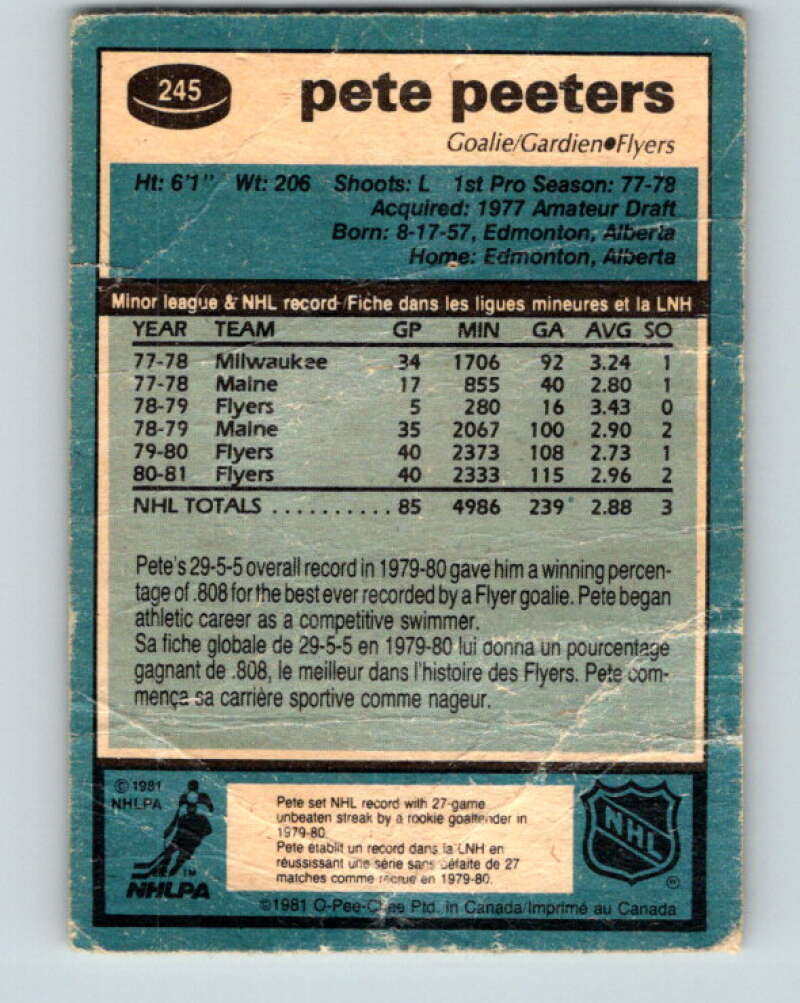 245
pete peeters
Goalie/Gardien●Flyers
Ht: 6'1" Wt: 206 Shoots: L 1st Pro Season: 77-78
Acquired: 1977 Amateur Draft
Born: 8-17-57, Edmonton, Alberta
Home: Edmonton, Alberta
Minor league & NHL record/Fiche dans les ligues mineures et la LNH
YEAR TEAM GP MIN GA AVG SO
77-78 Milwaukee 34 1706 92 3.24 1
77-78 Maine 17 855 40 2.80 1
78-79 Flyers 5 280 16 3.43 0
78-79 Maine 35 2067 100 2.90 2
79-80 Flyers 40 2373 108 2.73 1
80-81 Flyers 40 2333 115 2.96 2
NHL TOTALS .......... 85 4986 239 2.88 3
Pete's 29-5-5 overall record in 1979-80 gave him a winning percen-
tage of .808 for the best ever recorded by a Flyer goalie. Pete began
athletic career as a competitive swimmer.
Sa fiche globale de 29-5-5 en 1979-80 lui donna un pourcentage
gagnant de .808, le meilleur dans l'histoire des Flyers. Pete com-
mença sa carrière sportive comme nageur.
© 1981
NHLPA
TM
NHLPA
Pete set NHL record with 27-game
unbeaten streak by a rookie goaltender in
1979-80.
Pete établit un record dans la LNH en
réussissant une série sans défaite de 27
matches comme recrue en 1979-80.
NHL
©1981 O-Pee-Chee Ptd. in Canada/Imprimé au Canada